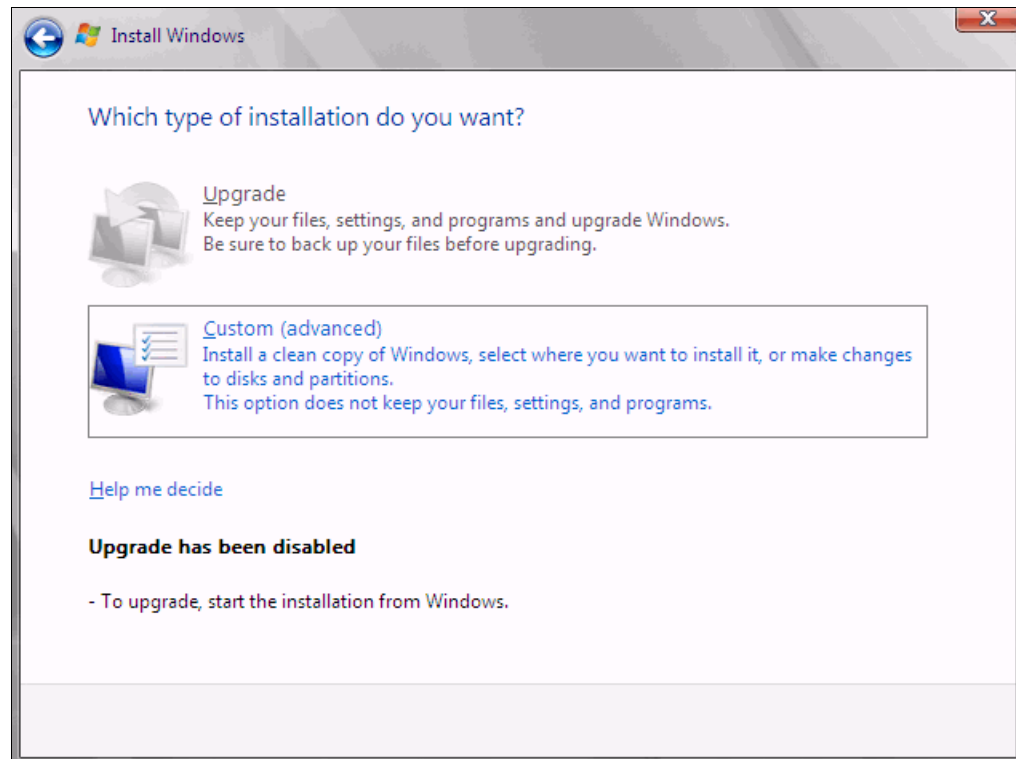 Install Windows
Which type of installation do you want?
Upgrade
Keep your files, settings, and programs and upgrade Windows.
Be sure to back up your files before upgrading.
Custom (advanced)
Install a clean copy of Windows, select where you want to install it, or make changes
to disks and partitions.
This option does not keep your files, settings, and programs.
Help me decide
Upgrade has been disabled
- To upgrade, start the installation from Windows.